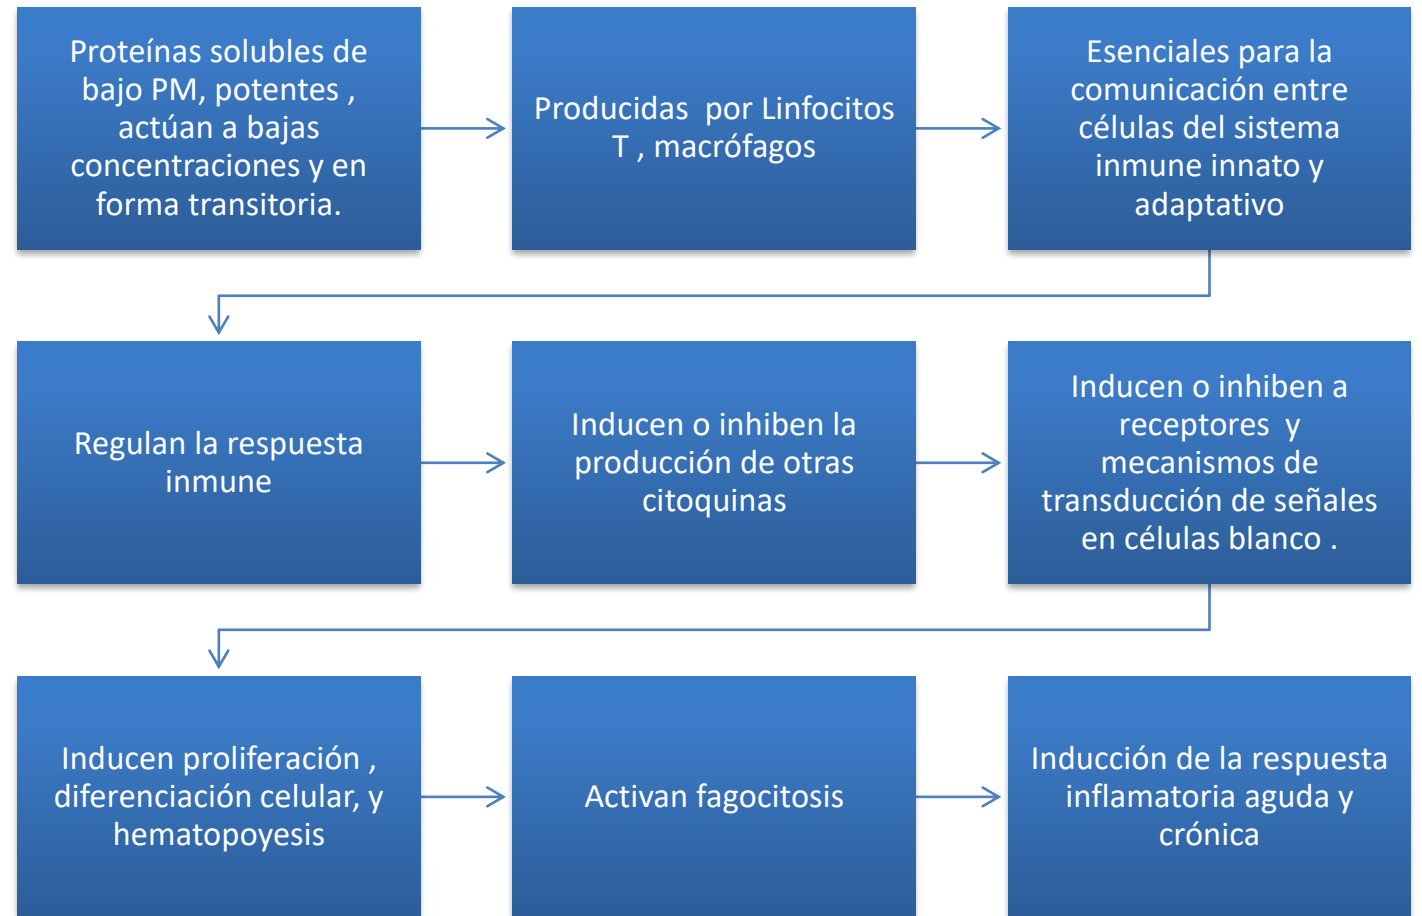 Proteínas solubles de
bajo PM, potentes ,
actúan a bajas
concentraciones y en
forma transitoria.
Producidas  por Linfocitos
T , macrófagos
Esenciales para la
comunicación entre
células del sistema
inmune innato y
adaptativo
Regulan la respuesta
inmune
Inducen o inhiben la
producción de otras
citoquinas
Inducen o inhiben a
receptores  y
mecanismos de
transducción de señales
en células blanco .
Inducen proliferación ,
diferenciación celular, y
hematopoyesis
Activan fagocitosis
Inducción de la respuesta
inflamatoria aguda y
crónica